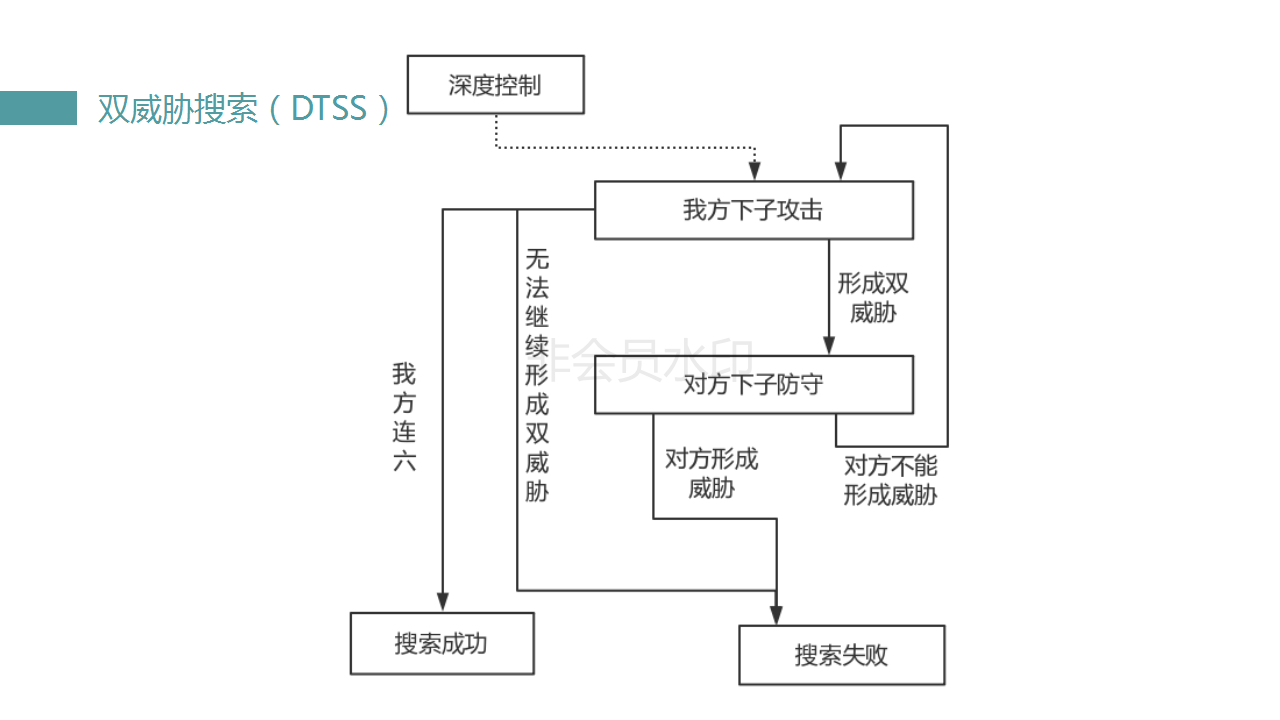 深度控制
双威胁搜索（DTSS）
我方下子攻击
无法继续形成双威胁
形成双
威胁
非会员水印
对方下子防守
我方连六
对方形成
威胁
对方不能
形成威胁
搜索成功
搜索失败